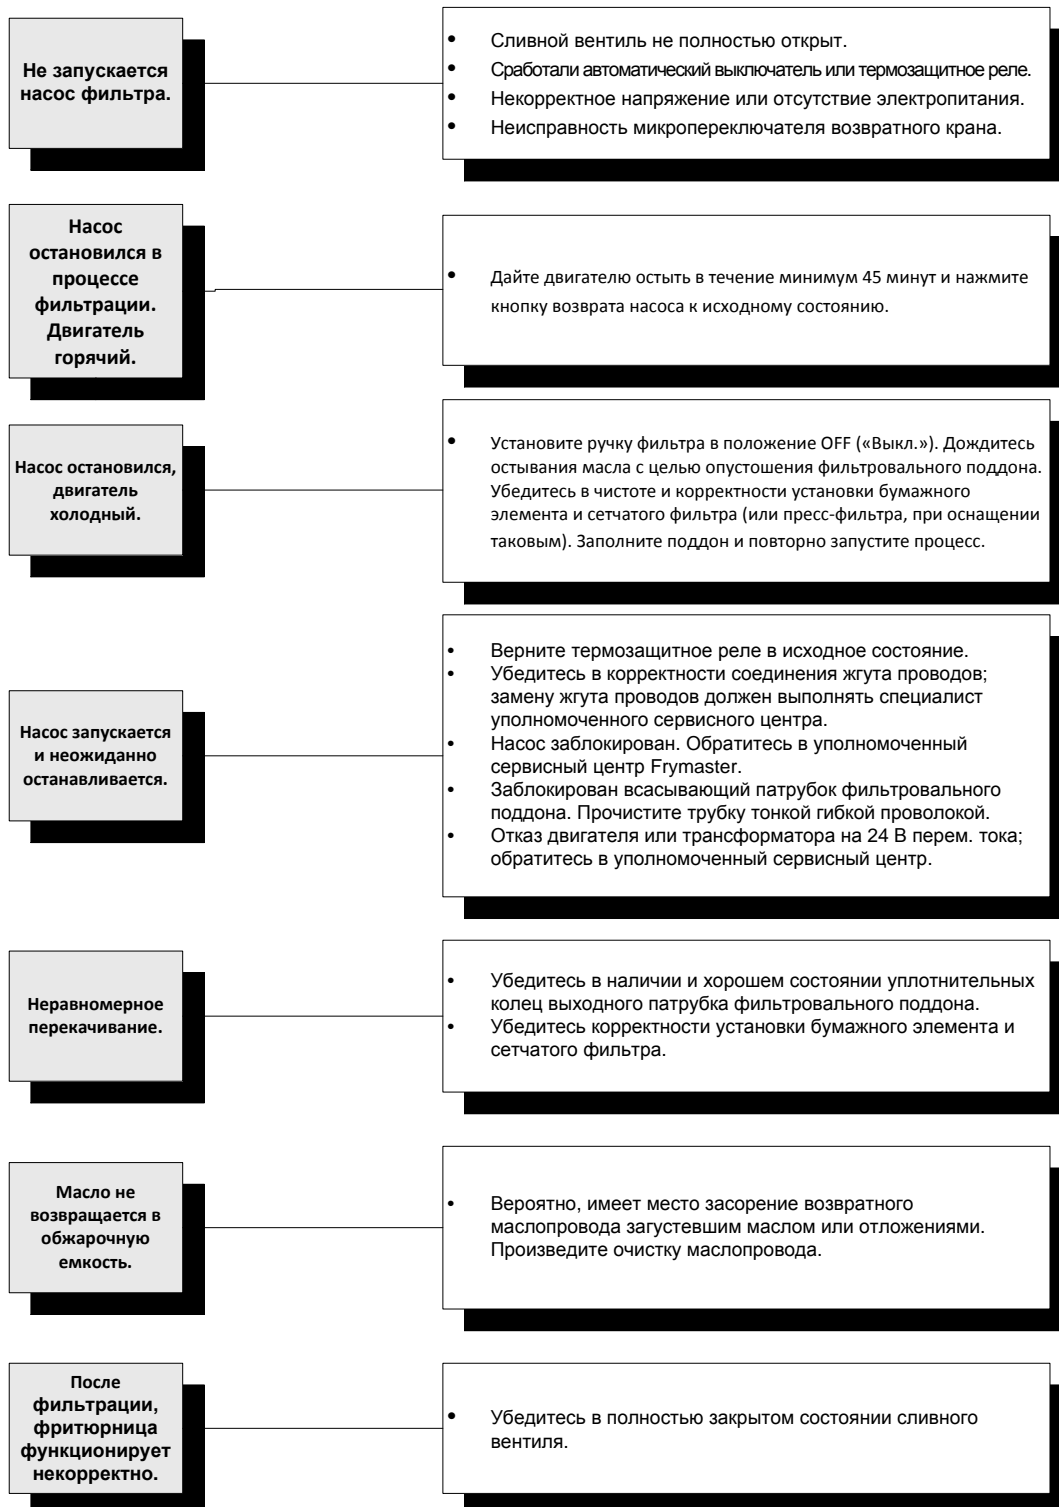 Не запускается
насос фильтра.
• Сливной вентиль не полностью открыт.
• Сработали автоматический выключатель или термозащитное реле.
• Некорректное напряжение или отсутствие электропитания.
• Неисправность микропереключателя возвратного крана.
Насос
остановился в
процессе
фильтрации.
Двигатель
горячий.
• Дайте двигателю остыть в течение минимум 45 минут и нажмите
кнопку возврата насоса к исходному состоянию.
Насос остановился,
двигатель
холодный.
• Установите ручку фильтра в положение OFF («Выкл.»). Дождитесь
остывания масла с целью опустошения фильтровального поддона.
Убедитесь в чистоте и корректности установки бумажного
элемента и сетчатого фильтра (или пресс-фильтра, при оснащении
таковым). Заполните поддон и повторно запустите процесс.
Насос запускается
и неожиданно
останавливается.
• Верните термозащитное реле в исходное состояние.
• Убедитесь в корректности соединения жгута проводов;
замену жгута проводов должен выполнять специалист
уполномоченного сервисного центра.
• Насос заблокирован. Обратитесь в уполномоченный
сервисный центр Frymaster.
• Заблокирован всасывающий патрубок фильтровального
поддона. Прочистите трубку тонкой гибкой проволокой.
• Отказ двигателя или трансформатора на 24 В перем. тока;
обратитесь в уполномоченный сервисный центр.
Неравномерное
перекачивание.
• Убедитесь в наличии и хорошем состоянии уплотнительных
колец выходного патрубка фильтровального поддона.
• Убедитесь корректности установки бумажного элемента и
сетчатого фильтра.
Масло не
возвращается в
обжарочную
емкость.
• Вероятно, имеет место засорение возвратного
маслопровода загустевшим маслом или отложениями.
Произведите очистку маслопровода.
После
фильтрации,
фритюрница
функционирует
некорректно.
• Убедитесь в полностью закрытом состоянии сливного
вентиля.